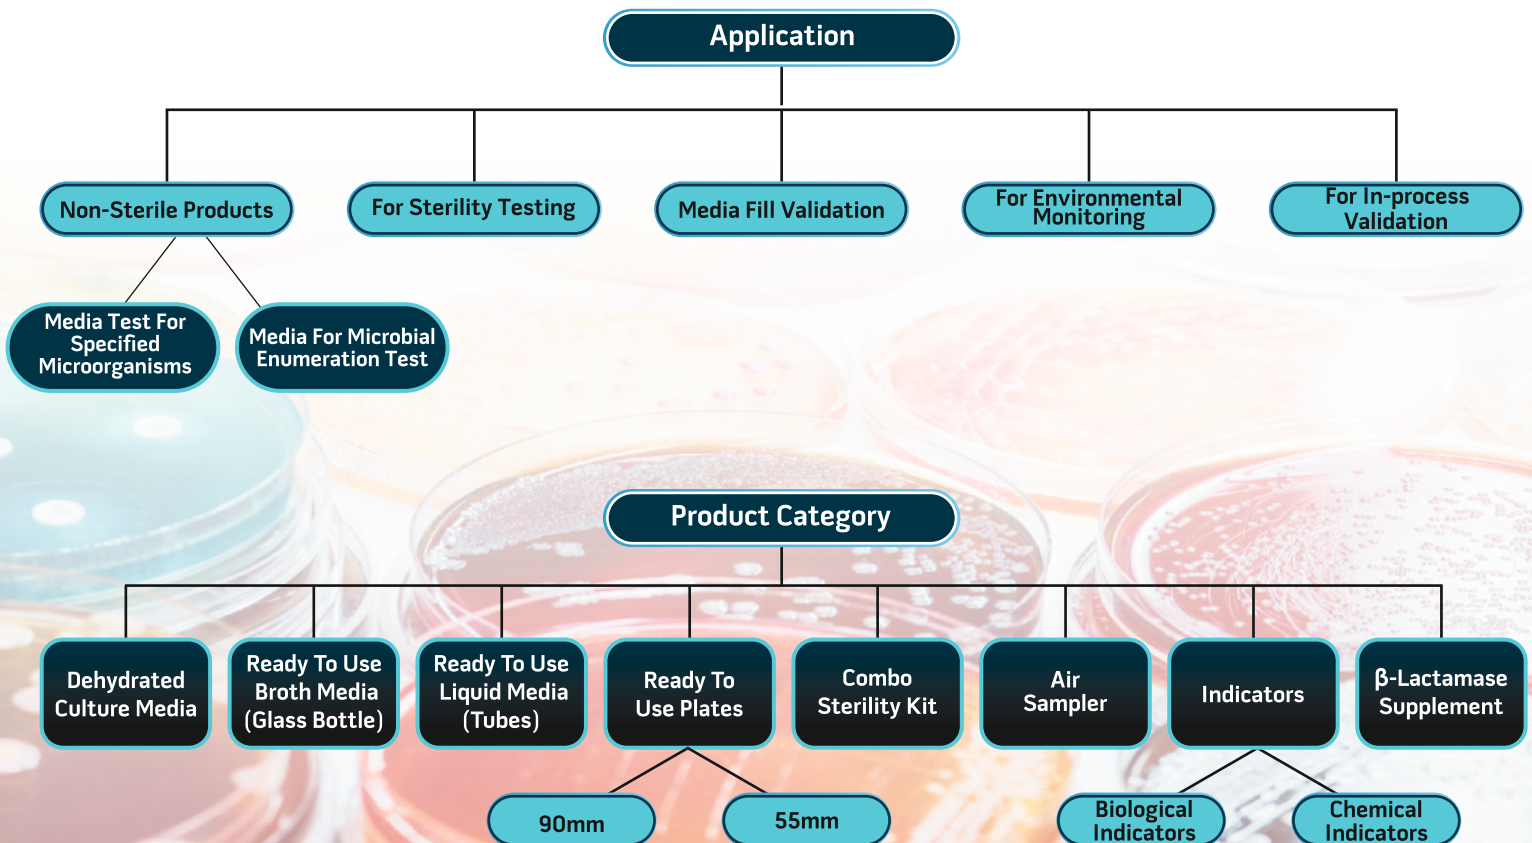 Application
Non-Sterile Products
For Sterility Testing
Media Fill Validation
For Environmental
Monitoring
For In-process
Validation
Media Test For
Specified
Microorganisms
Media For Microbial
Enumeration Test
Product Category
Dehydrated
Culture Media
Ready To Use
Broth Media
(Glass Bottle)
Ready To Use
Liquid Media
(Tubes)
Ready To
Use Plates
Combo
Sterility Kit
Air
Sampler
Indicators
β-Lactamase
Supplement
90mm
55mm
Biological
Indicators
Chemical
Indicators